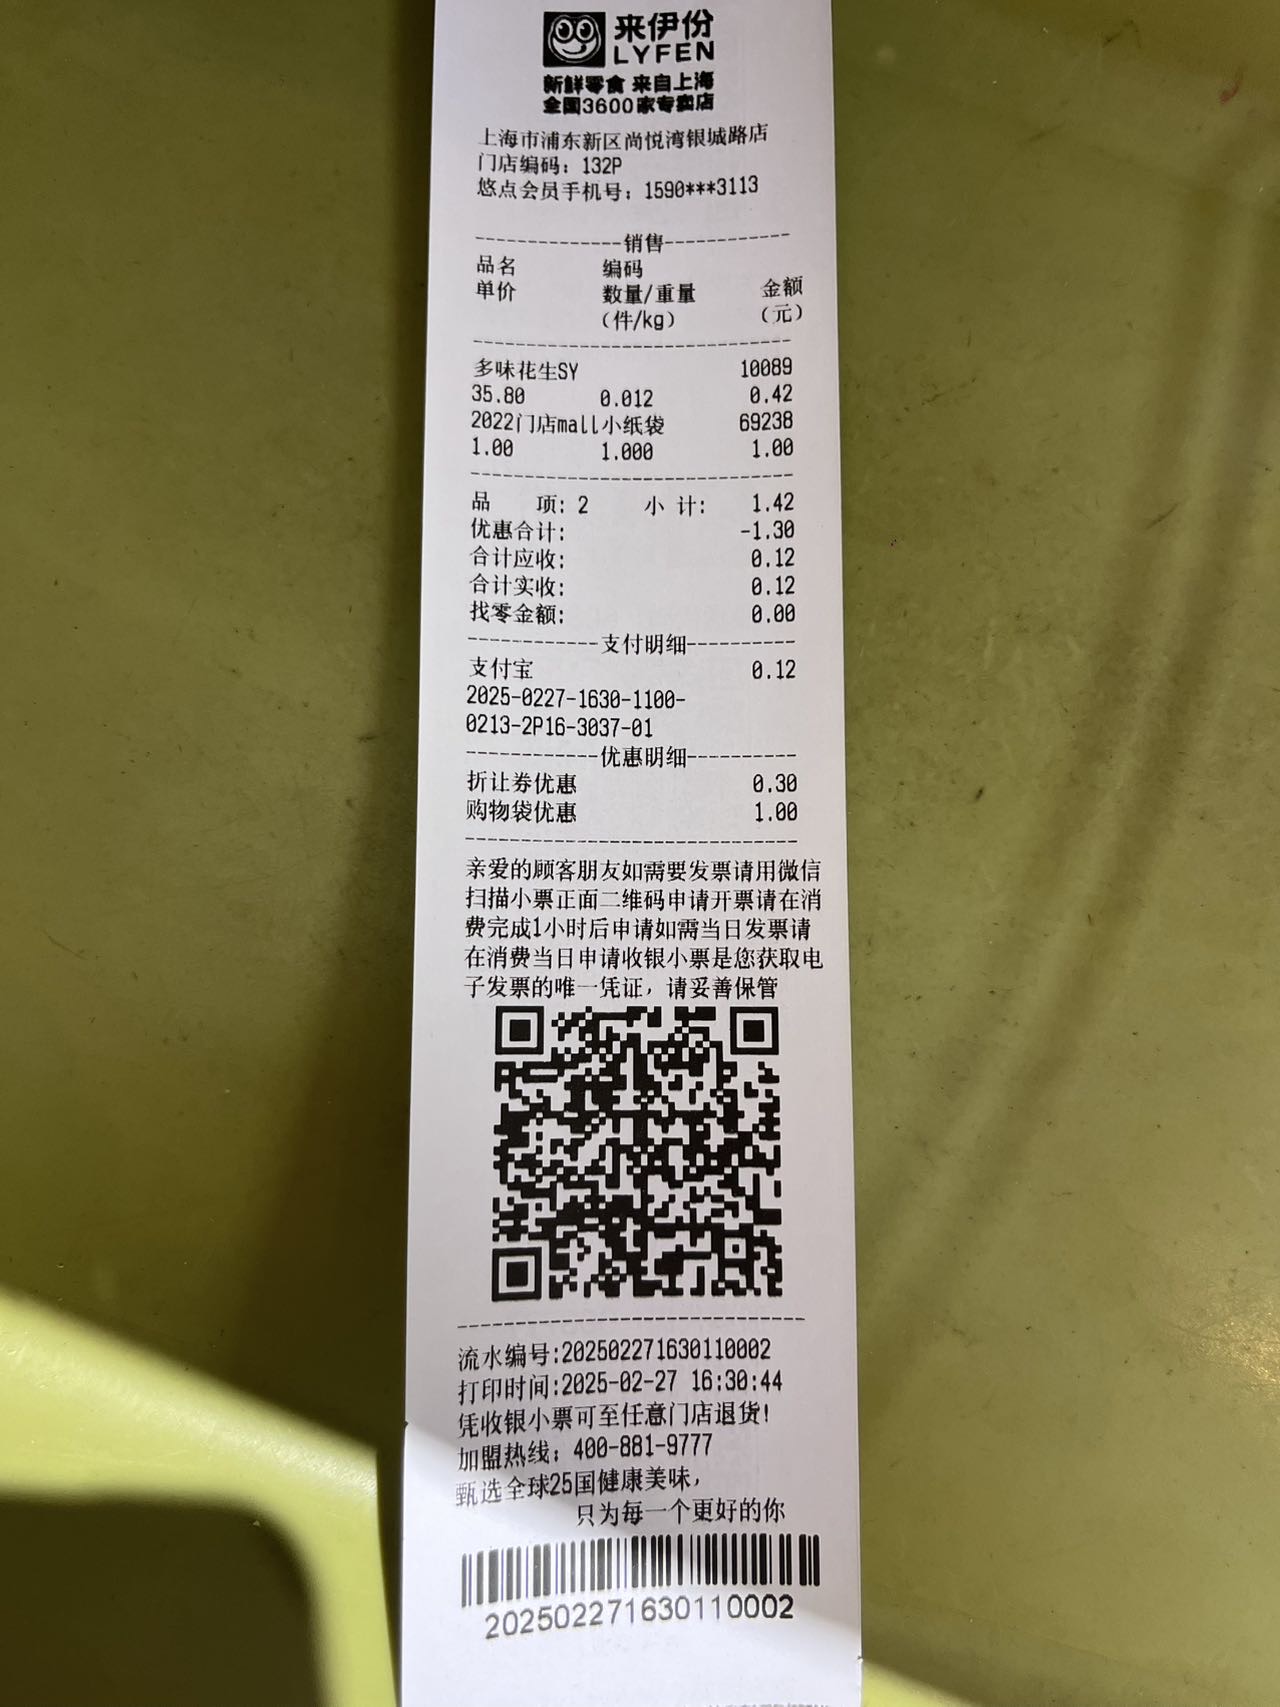 来伊份
LYFEN
新鲜零食 来自上海
全国3600家专卖店
上海市浦东新区尚悦湾银城路店
门店编码：132P
悠点会员手机号：1590***3113
------------销售------------
品名 编码
单价 数量/重量 金额
(件/kg) (元)
多味花生SY 10089
35.80 0.012 0.42
2022门店mall小纸袋 69238
1.00 1.000 1.00
品 项: 2 小 计: 1.42
优惠合计: -1.30
合计应收: 0.12
合计实收: 0.12
找零金额: 0.00
------------支付明细----------
支付宝 0.12
2025-0227-1630-1100-
0213-2P16-3037-01
------------优惠明细----------
折让券优惠 0.30
购物袋优惠 1.00
亲爱的顾客朋友如需要发票请用微信
扫描小票正面二维码申请开票请在消
费完成1小时后申请如需当日发票请
在消费当日申请收银小票是您获取电
子发票的唯一凭证，请妥善保管
流水编号:202502271630110002
打印时间:2025-02-27 16:30:44
凭收银小票可至任意门店退货!
加盟热线：400-881-9777
甄选全球25国健康美味，
只为每一个更好的你
202502271630110002